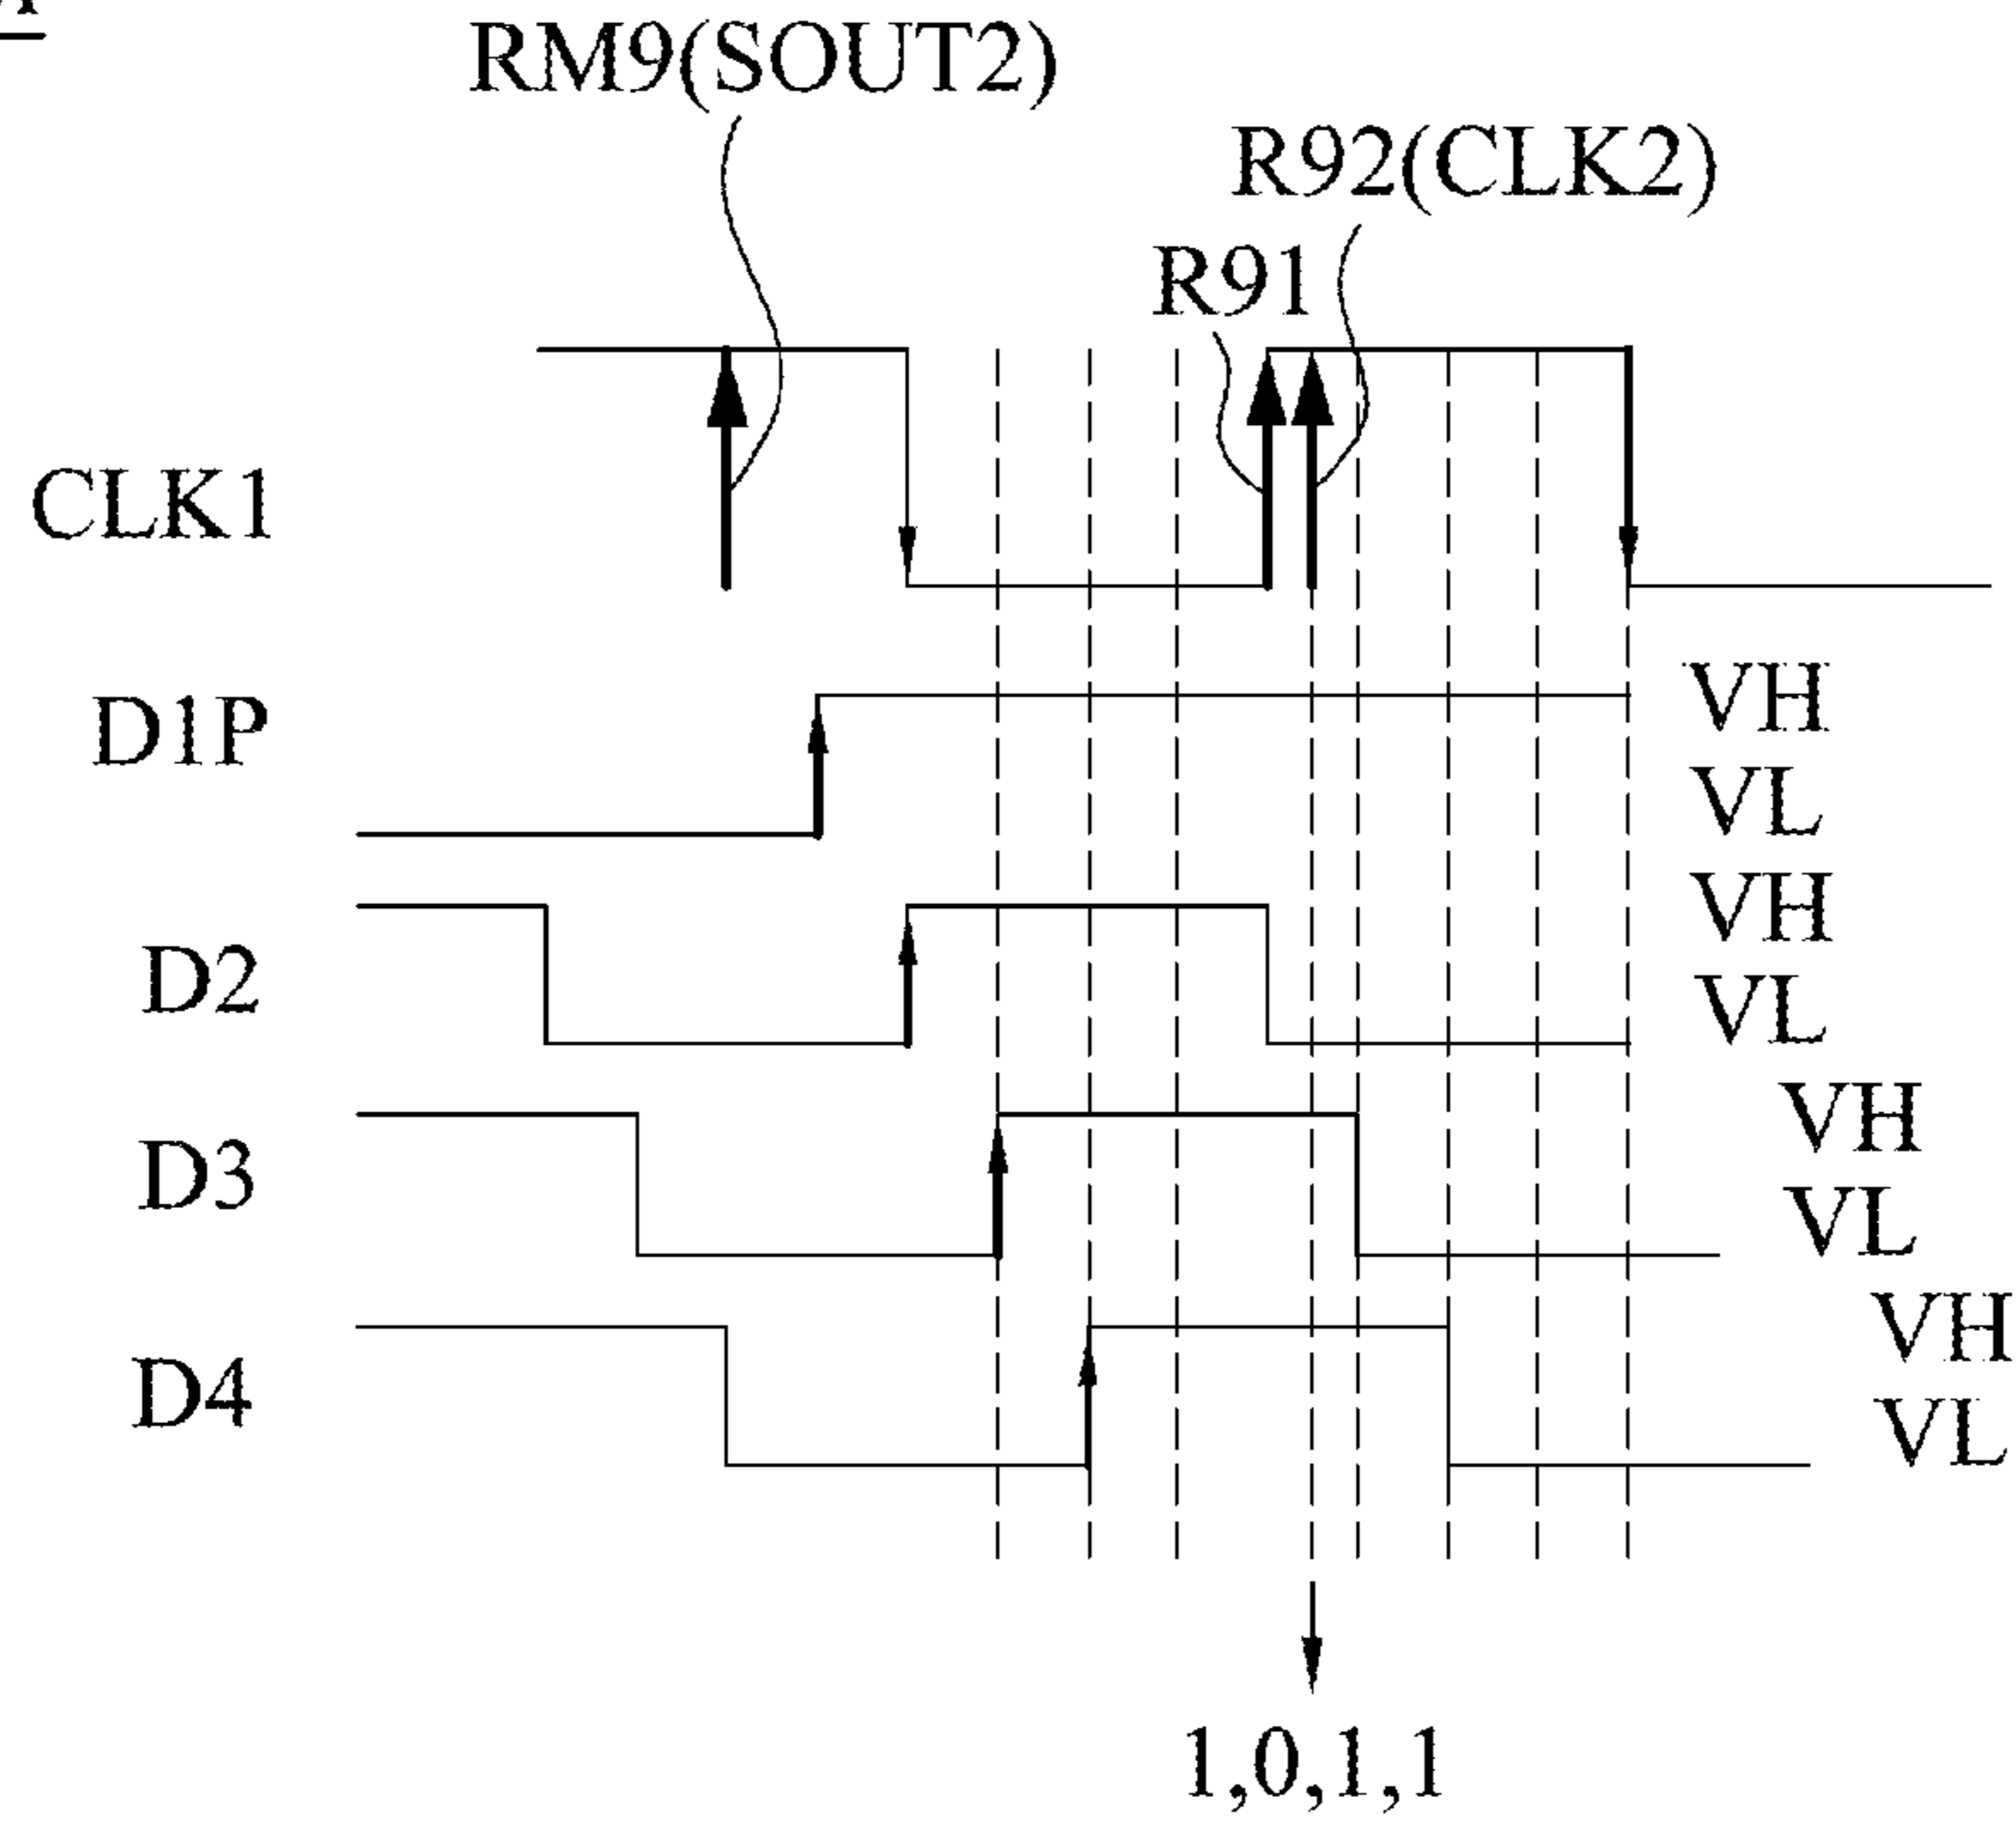 RM9(SOUT2)
R92(CLK2)
R91
CLK1
D1P
VH
VL
D2
VH
VL
D3
VH
VL
D4
VH
VL
1,0,1,1